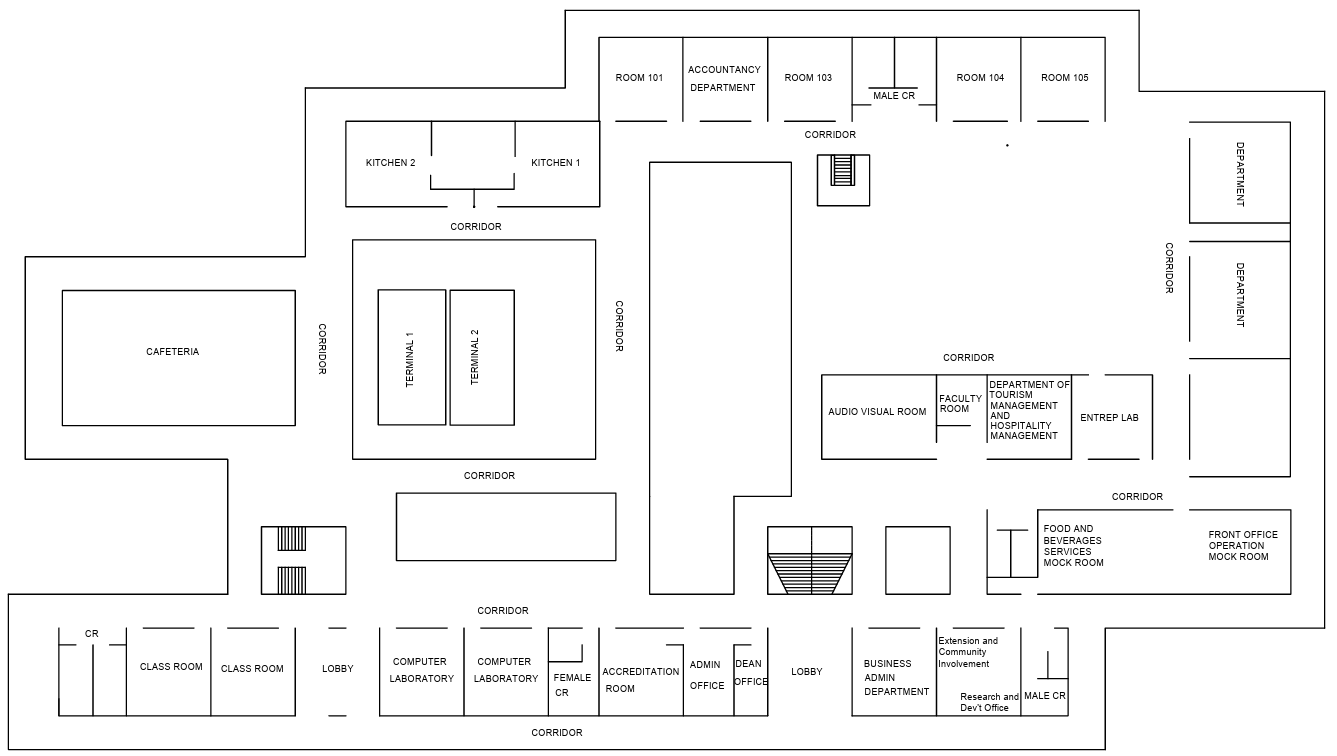 ROOM 101
ACCOUNTANCY
DEPARTMENT
ROOM 103
MALE CR
ROOM 104
ROOM 105
CORRIDOR
KITCHEN 2
KITCHEN 1
DEPARTMENT
CORRIDOR
CORRIDOR
DEPARTMENT
CAFETERIA
CORRIDOR
TERMINAL 1
TERMINAL 2
CORRIDOR
CORRIDOR
AUDIO VISUAL ROOM
FACULTY
ROOM
DEPARTMENT OF
TOURISM
MANAGEMENT
AND
HOSPITALITY
MANAGEMENT
ENTREP LAB
CORRIDOR
CORRIDOR
FOOD AND
BEVERAGES
SERVICES
MOCK ROOM
FRONT OFFICE
OPERATION
MOCK ROOM
CORRIDOR
CR
CLASS ROOM
CLASS ROOM
LOBBY
COMPUTER
LABORATORY
COMPUTER
LABORATORY
FEMALE
CR
ACCREDITATION
ROOM
ADMIN
OFFICE
DEAN
OFFICE
LOBBY
BUSINESS
ADMIN
DEPARTMENT
Extension and
Community
Involvement
Research and
Dev't Office
MALE CR
CORRIDOR